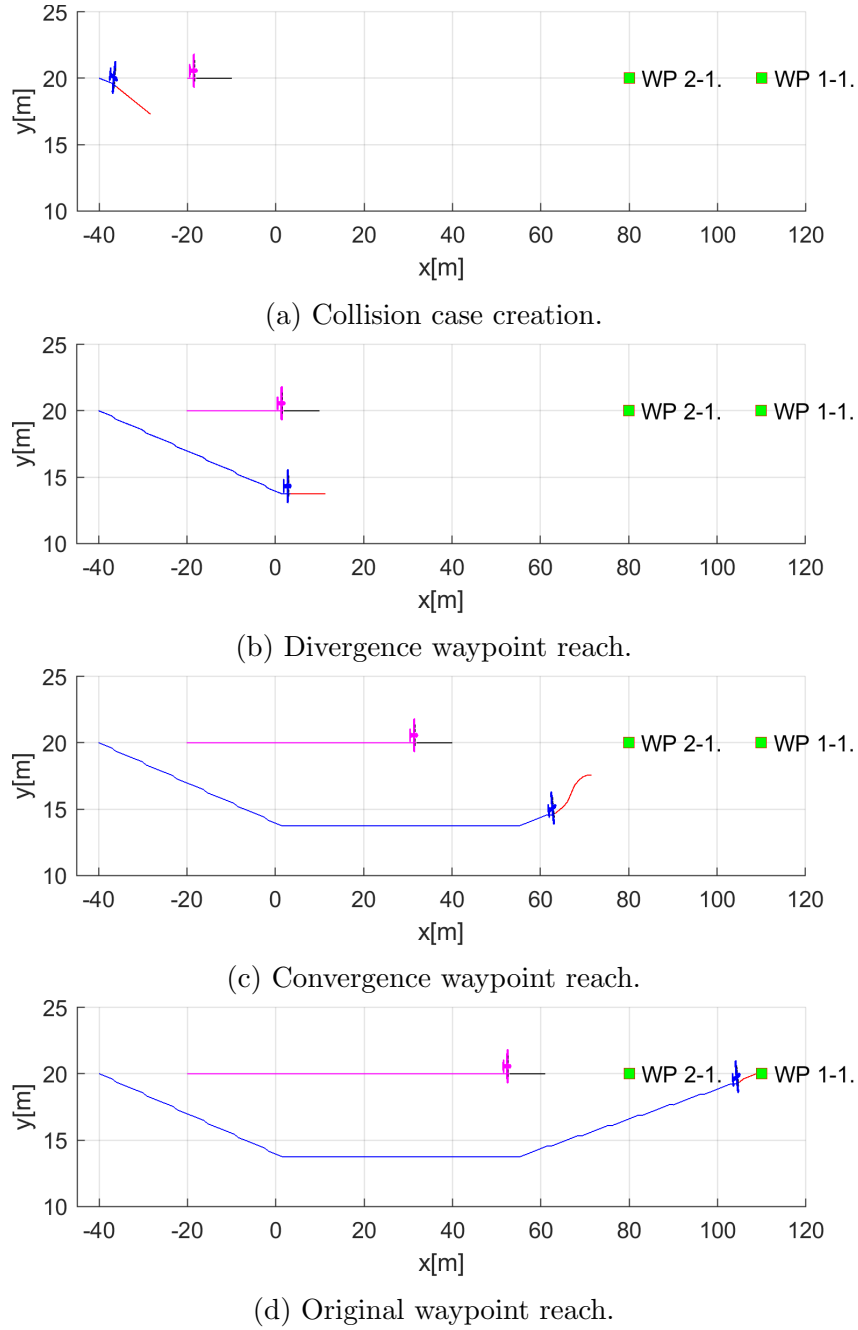 25
20
15
10
y[m]
WP 2-1.
WP 1-1.
-40 -20 0 20 40 60 80 100 120
x[m]
(a) Collision case creation.
25
20
15
10
y[m]
WP 2-1.
WP 1-1.
-40 -20 0 20 40 60 80 100 120
x[m]
(b) Divergence waypoint reach.
25
20
15
10
y[m]
WP 2-1.
WP 1-1.
-40 -20 0 20 40 60 80 100 120
x[m]
(c) Convergence waypoint reach.
25
20
15
10
y[m]
WP 2-1.
WP 1-1.
-40 -20 0 20 40 60 80 100 120
x[m]
(d) Original waypoint reach.